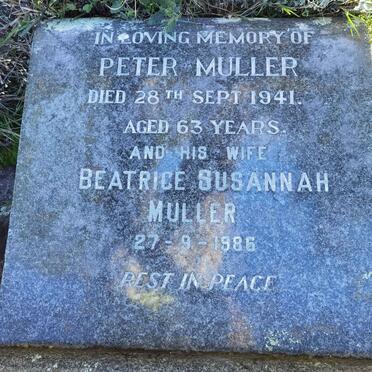 IN LOVING MEMORY OF
PETER MULLER
DIED 28TH SEPT 1941.
AGED 63 YEARS.
AND HIS WIFE
BEATRICE SUSANNAH
MULLER
27-9-1986
REST IN PEACE